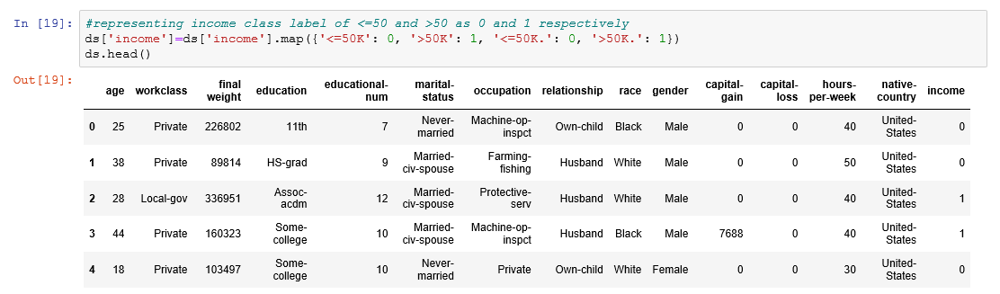 In [19]: #representing income class label of <=50 and >50 as 0 and 1 respectively
ds['income']=ds['income'].map({'<=50K': 0, '>50K': 1, '<=50K.': 0, '>50K.': 1})
ds.head()
Out[19]:
age workclass final weight education educational-num marital-status occupation relationship race gender capital-gain capital-loss hours-per-week native-country income
0 25 Private 226802 11th 7 Never-married Machine-op-inspct Own-child Black Male 0 0 40 United-States 0
1 38 Private 89814 HS-grad 9 Married-civ-spouse Farming-fishing Husband White Male 0 0 50 United-States 0
2 28 Local-gov 336951 Assoc-acdm 12 Married-civ-spouse Protective-serv Husband White Male 0 0 40 United-States 1
3 44 Private 160323 Some-college 10 Married-civ-spouse Machine-op-inspct Husband Black Male 7688 0 40 United-States 1
4 18 Private 103497 Some-college 10 Never-married Private Own-child White Female 0 0 30 United-States 0